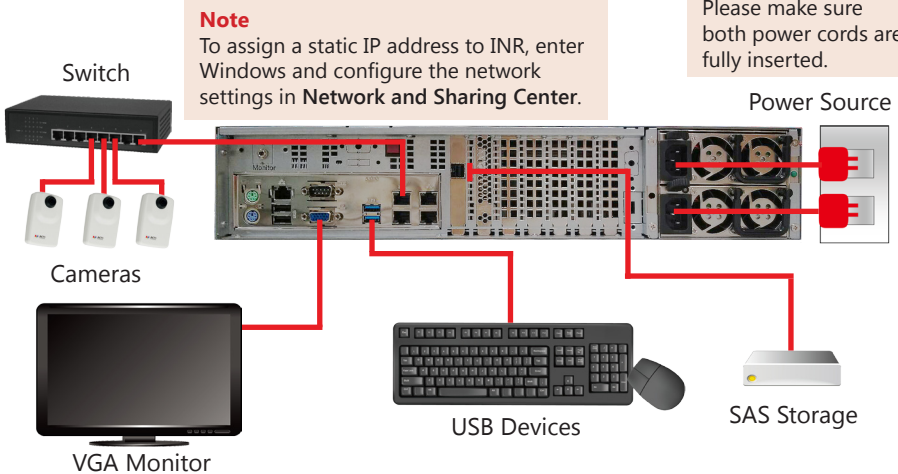 Note
To assign a static IP address to INR, enter
Windows and configure the network
settings in Network and Sharing Center.
Please make sure
both power cords are
fully inserted.
Switch
Power Source
Monitor
Cameras
VGA Monitor
USB Devices
SAS Storage